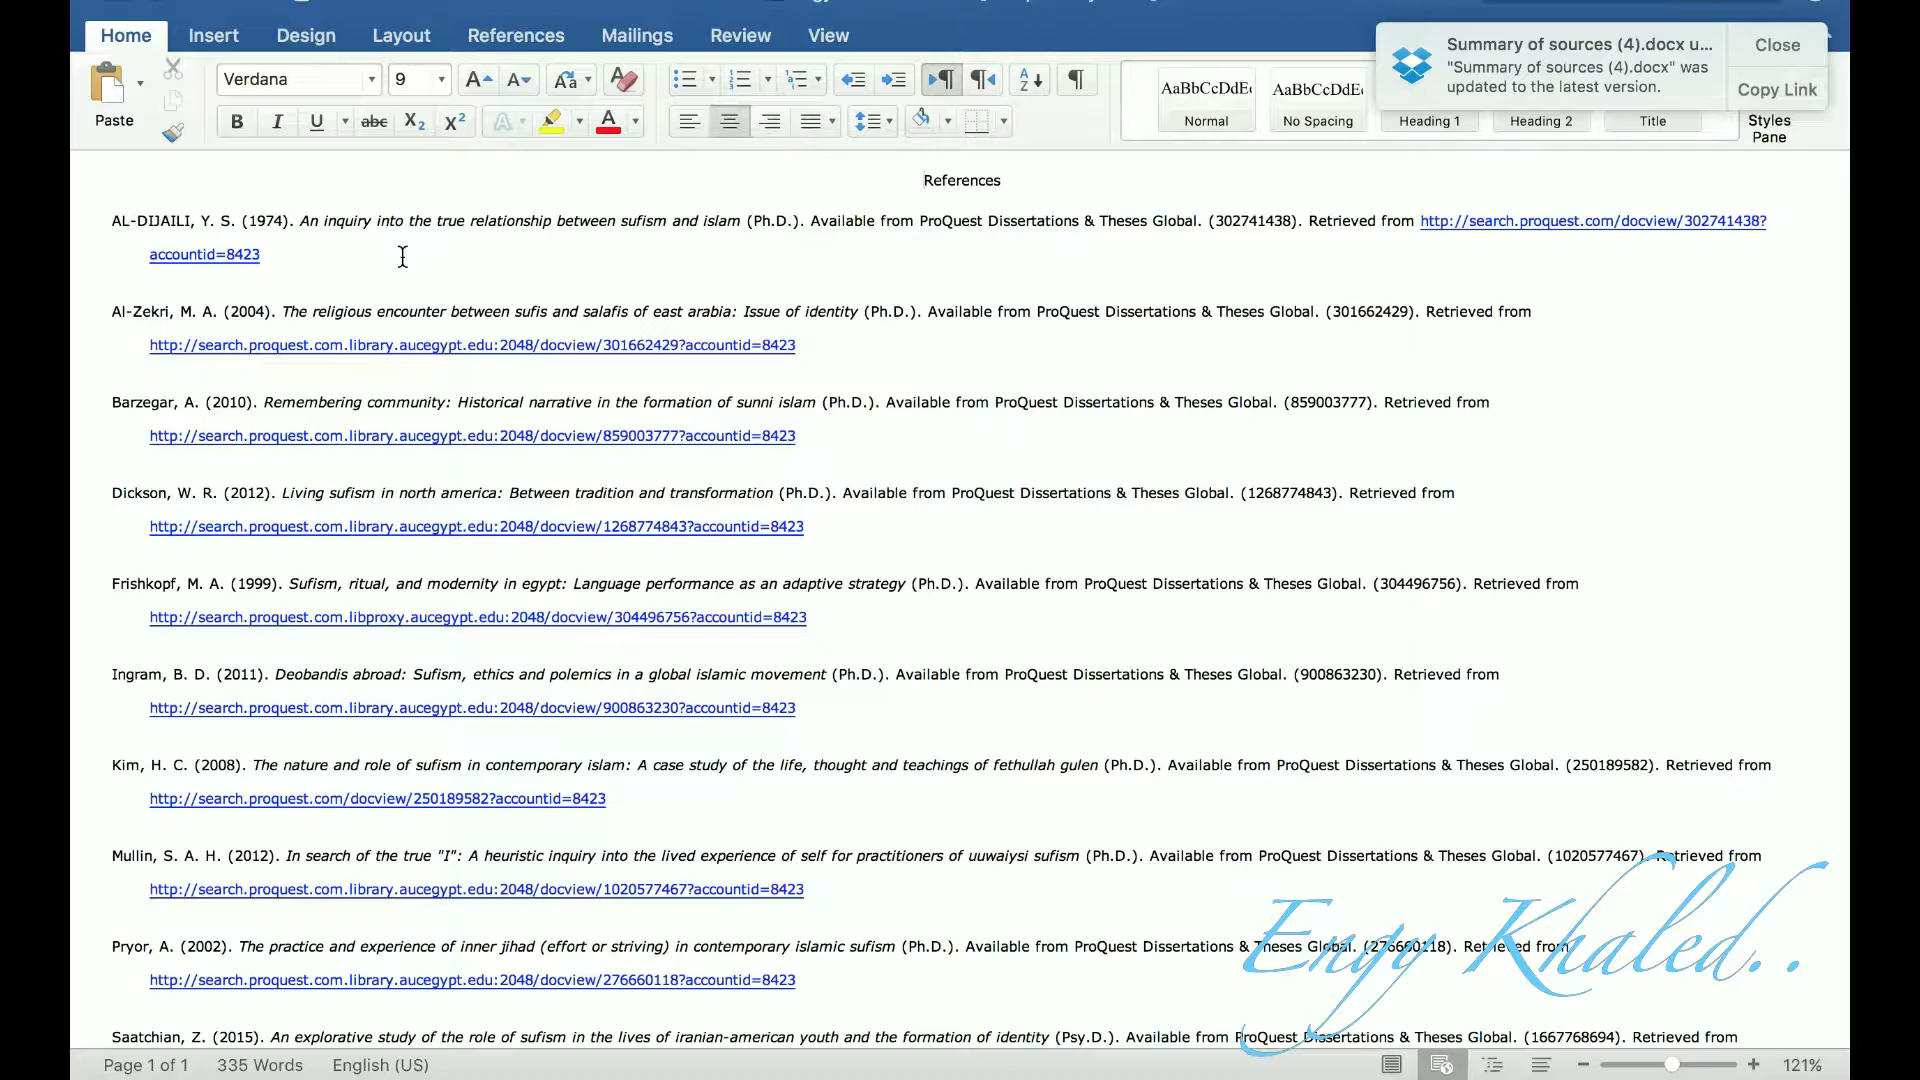 Home Insert Design Layout References Mailings Review View
Summary of sources (4).docx u...
"Summary of sources (4).docx" was
updated to the latest version.
Close
Copy Link
Paste
Verdana 9
AaBbCcDdE
Normal
AaBbCcDdE
No Spacing
Heading 1
Heading 2
Title
Styles
Pane
References
AL-DIJAILI, Y. S. (1974). An inquiry into the true relationship between sufism and islam (Ph.D.). Available from ProQuest Dissertations & Theses Global. (302741438). Retrieved from http://search.proquest.com/docview/302741438?
accountid=8423
Al-Zekri, M. A. (2004). The religious encounter between sufis and salafis of east arabia: Issue of identity (Ph.D.). Available from ProQuest Dissertations & Theses Global. (301662429). Retrieved from
http://search.proquest.com.library.aucegypt.edu:2048/docview/301662429?accountid=8423
Barzegar, A. (2010). Remembering community: Historical narrative in the formation of sunni islam (Ph.D.). Available from ProQuest Dissertations & Theses Global. (859003777). Retrieved from
http://search.proquest.com.library.aucegypt.edu:2048/docview/859003777?accountid=8423
Dickson, W. R. (2012). Living sufism in north america: Between tradition and transformation (Ph.D.). Available from ProQuest Dissertations & Theses Global. (1268774843). Retrieved from
http://search.proquest.com.library.aucegypt.edu:2048/docview/1268774843?accountid=8423
Frishkopf, M. A. (1999). Sufism, ritual, and modernity in egypt: Language performance as an adaptive strategy (Ph.D.). Available from ProQuest Dissertations & Theses Global. (304496756). Retrieved from
http://search.proquest.com.libproxy.aucegypt.edu:2048/docview/304496756?accountid=8423
Ingram, B. D. (2011). Deobandis abroad: Sufism, ethics and polemics in a global islamic movement (Ph.D.). Available from ProQuest Dissertations & Theses Global. (900863230). Retrieved from
http://search.proquest.com.library.aucegypt.edu:2048/docview/900863230?accountid=8423
Kim, H. C. (2008). The nature and role of sufism in contemporary islam: A case study of the life, thought and teachings of fethullah gulen (Ph.D.). Available from ProQuest Dissertations & Theses Global. (250189582). Retrieved from
http://search.proquest.com/docview/250189582?accountid=8423
Mullin, S. A. H. (2012). In search of the true "I": A heuristic inquiry into the lived experience of self for practitioners of uuwaiysi sufism (Ph.D.). Available from ProQuest Dissertations & Theses Global. (1020577467). Retrieved from
http://search.proquest.com.library.aucegypt.edu:2048/docview/1020577467?accountid=8423
Pryor, A. (2002). The practice and experience of inner jihad (effort or striving) in contemporary islamic sufism (Ph.D.). Available from ProQuest Dissertations & Theses Global. (276660118). Retrieved from
http://search.proquest.com.library.aucegypt.edu:2048/docview/276660118?accountid=8423
Saatchian, Z. (2015). An explorative study of the role of sufism in the lives of iranian-american youth and the formation of identity (Psy.D.). Available from ProQuest Dissertations & Theses Global. (1667768694). Retrieved from
Engy Khaled..
Page 1 of 1 335 Words English (US) 121%